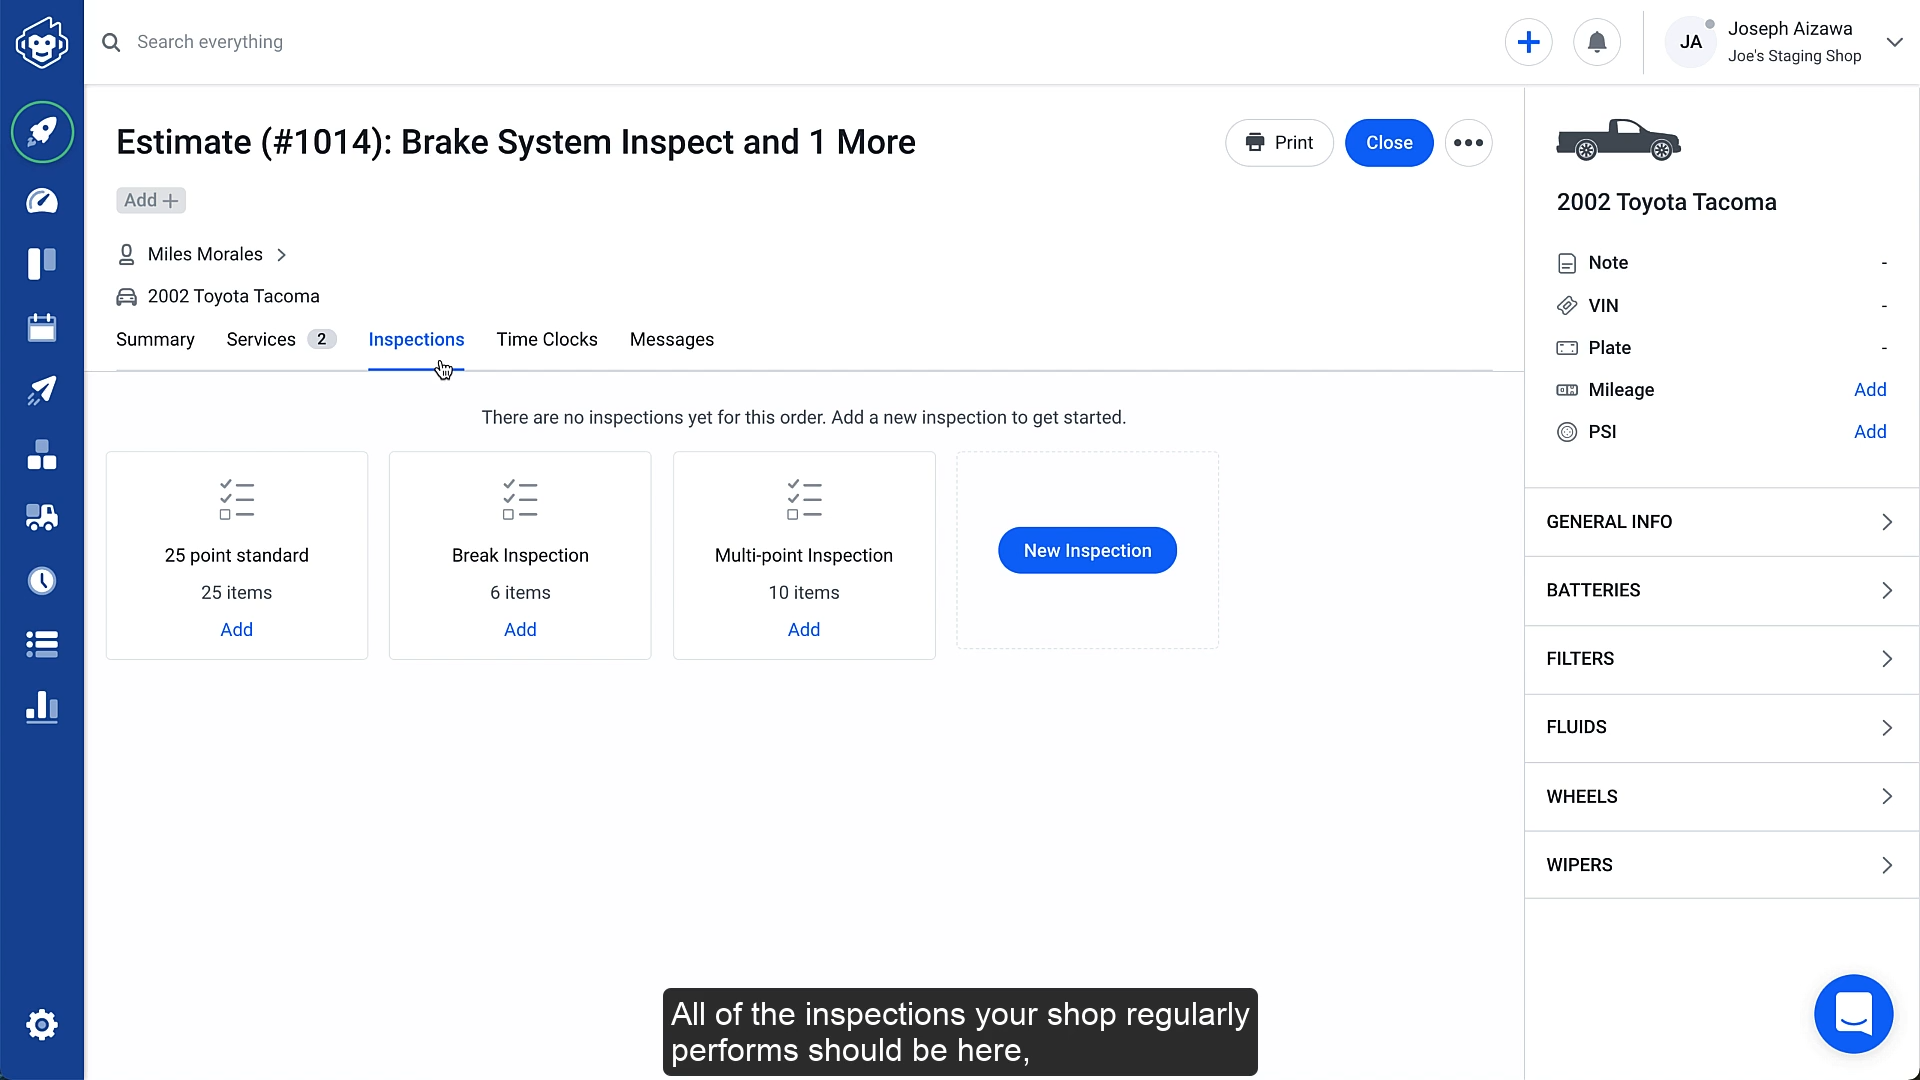 Search everything
JA
Joseph Aizawa
Joe's Staging Shop
Estimate (#1014): Brake System Inspect and 1 More
Print
Close
Add
Miles Morales
2002 Toyota Tacoma
Summary
Services 2
Inspections
Time Clocks
Messages
There are no inspections yet for this order. Add a new inspection to get started.
25 point standard
25 items
Add
Break Inspection
6 items
Add
Multi-point Inspection
10 items
Add
New Inspection
2002 Toyota Tacoma
Note -
VIN -
Plate -
Mileage Add
PSI Add
GENERAL INFO
BATTERIES
FILTERS
FLUIDS
WHEELS
WIPERS
All of the inspections your shop regularly
performs should be here,